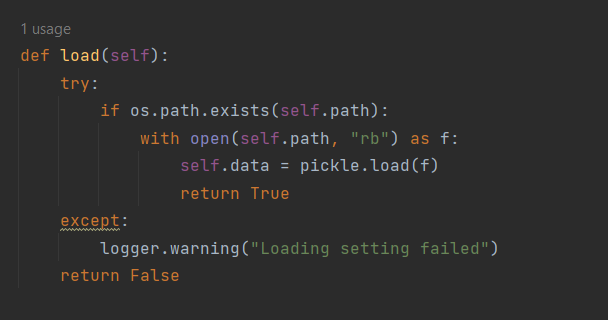 1 usage
def load(self):
    try:
        if os.path.exists(self.path):
            with open(self.path, "rb") as f:
                self.data = pickle.load(f)
                return True
    except:
        logger.warning("Loading setting failed")
    return False